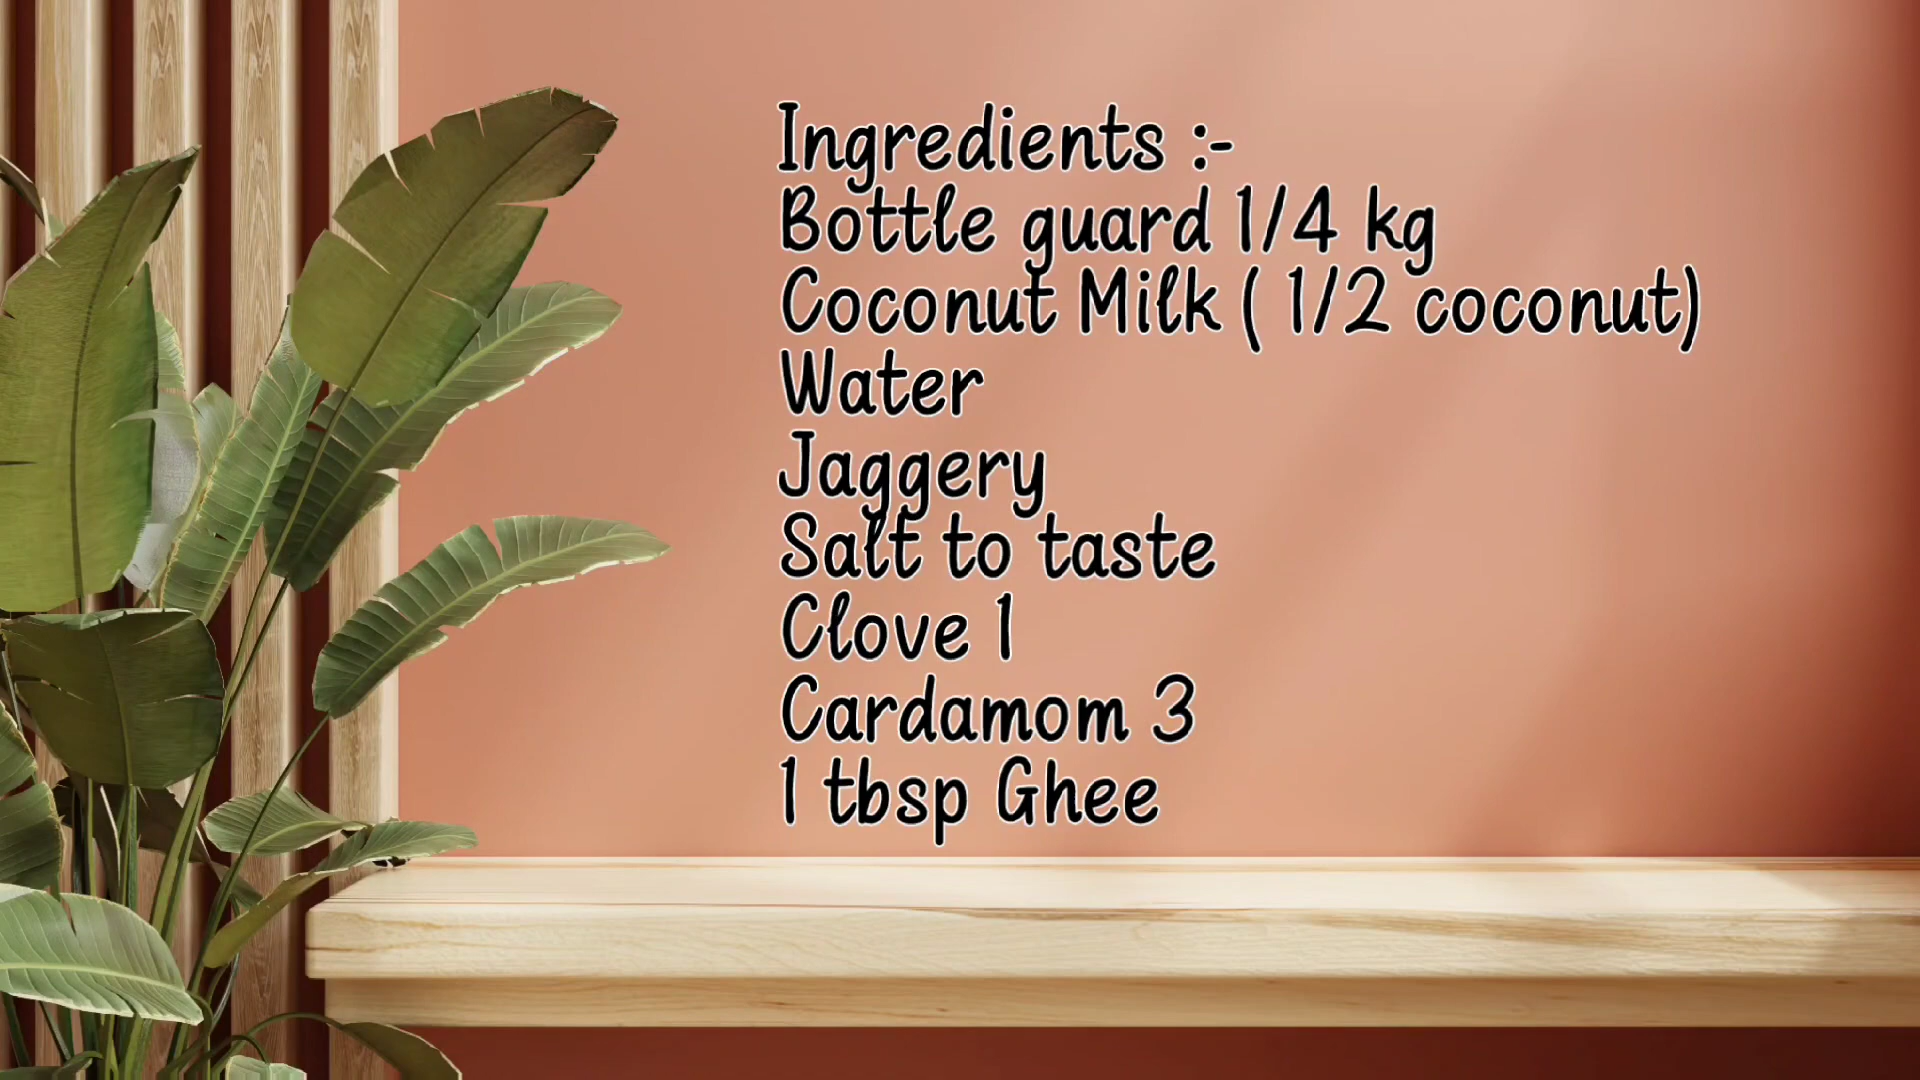 Ingredients :-
Bottle guard 1/4 kg
Coconut Milk ( 1/2 coconut)
Water
Jaggery
Salt to taste
Clove 1
Cardamom 3
1 tbsp Ghee